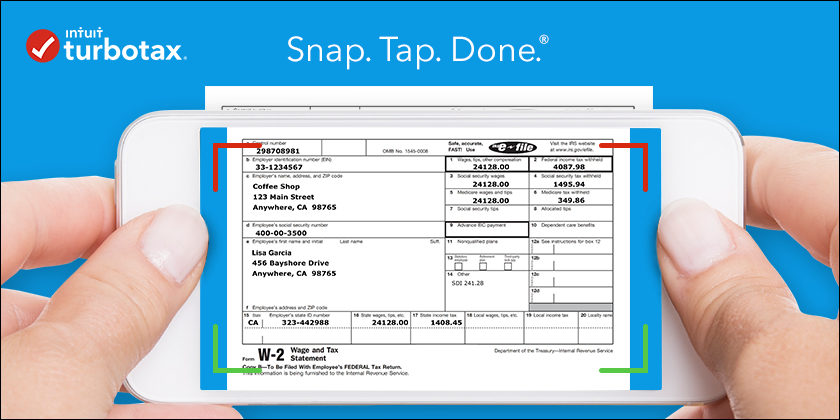 intuit
turbotax®
Snap. Tap. Done.®
Control number
298708981
OMB No. 1545-0008
Safe, accurate,
FAST! Use
e-file
Visit the IRS website
at www.irs.gov/efile.
b Employer identification number (EIN)
33-1234567
1 Wages, tips, other compensation
24128.00
2 Federal income tax withheld
4087.98
c Employer's name, address, and ZIP code
Coffee Shop
123 Main Street
Anywhere, CA 98765
3 Social security wages
24128.00
4 Social security tax withheld
1495.94
5 Medicare wages and tips
24128.00
6 Medicare tax withheld
349.86
7 Social security tips
8 Allocated tips
d Employee's social security number
400-00-3500
9 Advance EIC payment
10 Dependent care benefits
e Employee's first name and initial Last name Suff.
Lisa Garcia
456 Bayshore Drive
Anywhere, CA 98765
11 Nonqualified plans
12a See instructions for box 12
12b
13 Statutory employee Retirement plan Third-party sick pay
12c
14 Other
SDI 241.28
12d
f Employee's address and ZIP code
15 State Employer's state ID number
CA 323-442988
16 State wages, tips, etc.
24128.00
17 State income tax
1408.45
18 Local wages, tips, etc.
19 Local income tax
20 Locality name
Form W-2 Wage and Tax
Statement
Department of the Treasury—Internal Revenue Service
Copy B—To Be Filed With Employee's FEDERAL Tax Return.
This information is being furnished to the Internal Revenue Service.